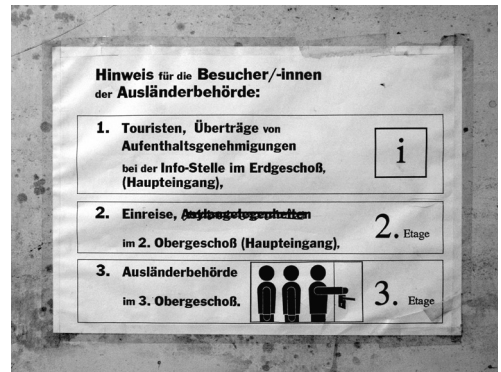 Hinweis für die Besucher/-innen
der Ausländerbehörde:
1. Touristen, Überträge von
Aufenthaltsgenehmigungen
i
bei der Info-Stelle im Erdgeschoß,
(Haupteingang),
2. Einreise,
im 2. Obergeschoß (Haupteingang),
2. Etage
3. Ausländerbehörde
im 3. Obergeschoß.
3. Etage